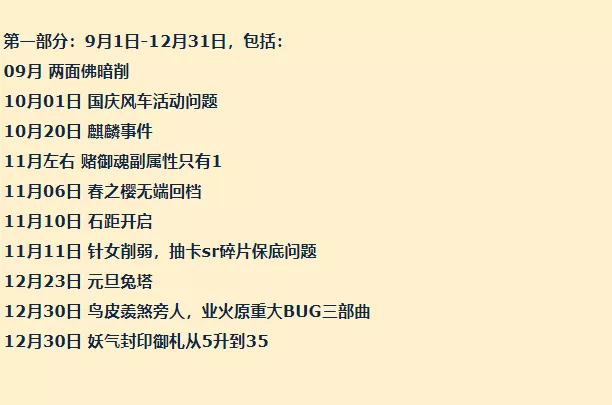 第一部分：9月1日-12月31日，包括：
09月 两面佛暗削
10月01日 国庆风车活动问题
10月20日 麒麟事件
11月左右 赌御魂副属性只有1
11月06日 春之樱无端回档
11月10日 石距开启
11月11日 针女削弱，抽卡sr碎片保底问题
12月23日 元旦兔塔
12月30日 鸟皮羡煞旁人，业火原重大BUG三部曲
12月30日 妖气封印御札从5升到35